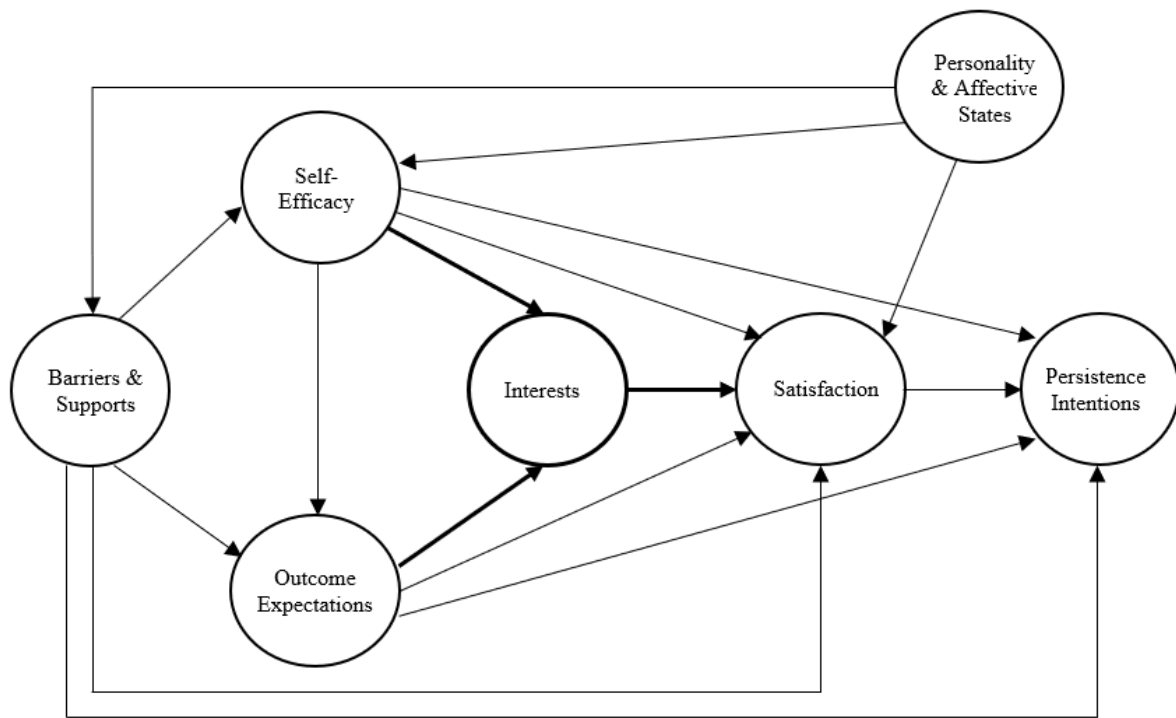 Personality
& Affective
States
Self-
Efficacy
Barriers &
Supports
Interests
Satisfaction
Persistence
Intentions
Outcome
Expectations